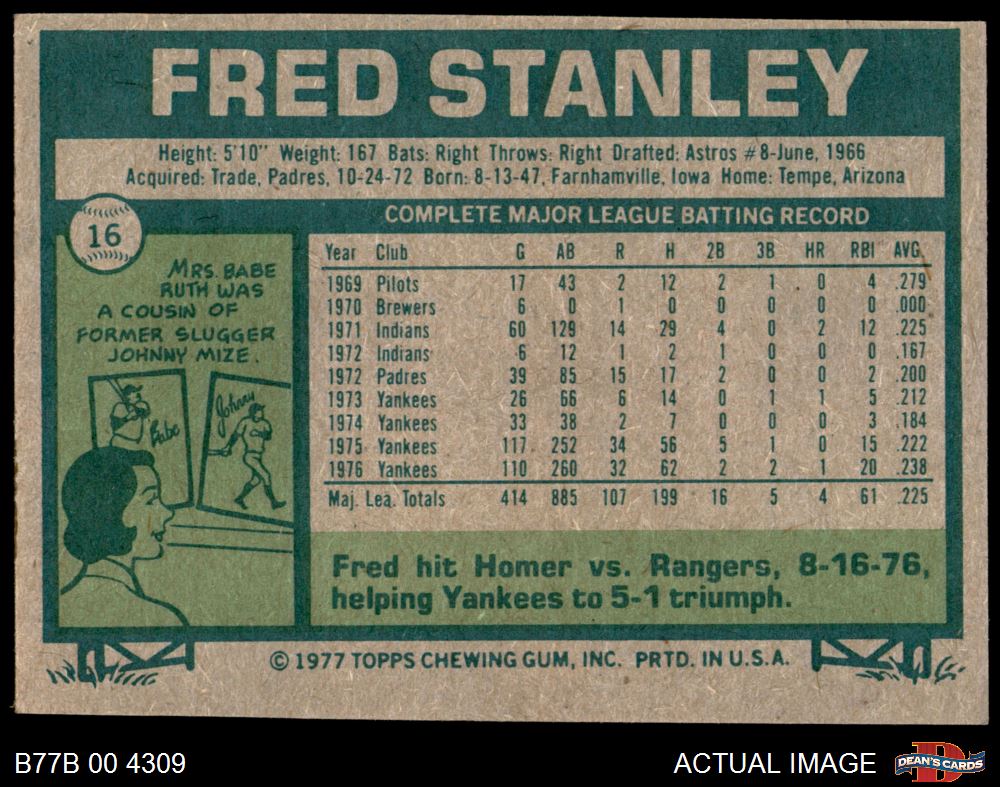 FRED STANLEY
Height: 5'10" Weight: 167 Bats: Right Throws: Right Drafted: Astros #8-June, 1966
Acquired: Trade, Padres, 10-24-72 Born: 8-13-47, Farnhamville, Iowa Home: Tempe, Arizona
16
MRS. BABE
RUTH WAS
A COUSIN OF
FORMER SLUGGER
JOHNNY MIZE.
Babe
Johnny
COMPLETE MAJOR LEAGUE BATTING RECORD
Year Club G AB R H 2B 3B HR RBI AVG.
1969 Pilots 17 43 2 12 2 1 0 4 .279
1970 Brewers 6 0 1 0 0 0 0 0 .000
1971 Indians 60 129 14 29 4 0 2 12 .225
1972 Indians 6 12 1 2 1 0 0 0 .167
1972 Padres 39 85 15 17 2 0 0 2 .200
1973 Yankees 26 66 6 14 0 1 1 5 .212
1974 Yankees 33 38 2 7 0 0 0 3 .184
1975 Yankees 117 252 34 56 5 1 0 15 .222
1976 Yankees 110 260 32 62 2 2 1 20 .238
Maj. Lea. Totals 414 885 107 199 16 5 4 61 .225
Fred hit Homer vs. Rangers, 8-16-76,
helping Yankees to 5-1 triumph.
© 1977 TOPPS CHEWING GUM, INC. PRTD. IN U.S.A.
B77B 00 4309
ACTUAL IMAGE
DEAN'S CARDS